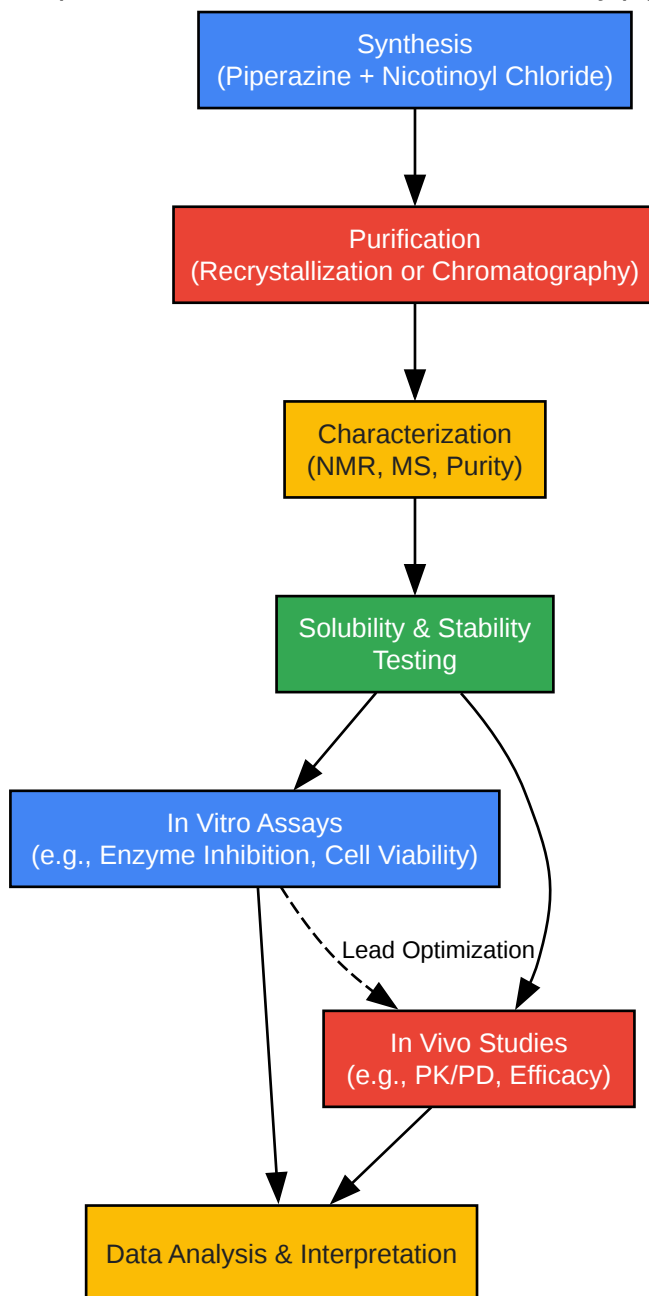 Synthesis
(Piperazine + Nicotinoyl Chloride)
Purification
(Recrystallization or Chromatography)
Characterization
(NMR, MS, Purity)
Solubility & Stability
Testing
In Vitro Assays
(e.g., Enzyme Inhibition, Cell Viability)
Lead Optimization
In Vivo Studies
(e.g., PK/PD, Efficacy)
Data Analysis & Interpretation